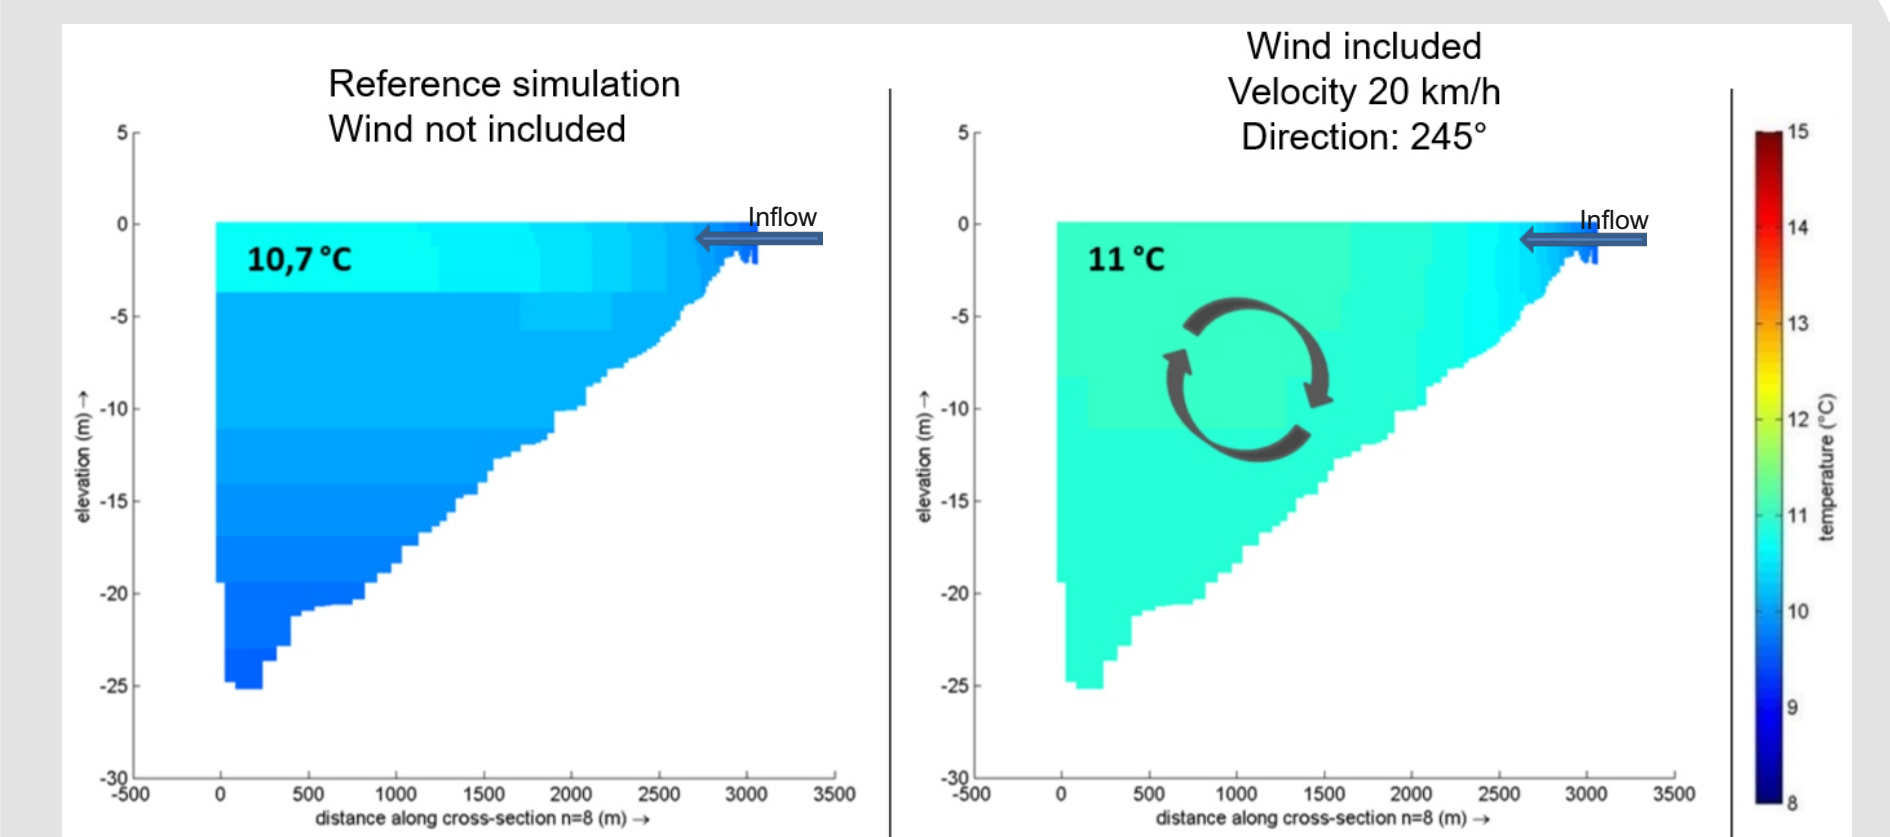 Reference simulation
Wind not included
5
0
-5
-10
-15
-20
-25
-30
elevation (m) →
Inflow
10,7 °C
-500 0 500 1000 1500 2000 2500 3000 3500
distance along cross-section n=8 (m) →
Wind included
Velocity 20 km/h
Direction: 245°
5
0
-5
-10
-15
-20
-25
-30
elevation (m) →
Inflow
11 °C
-500 0 500 1000 1500 2000 2500 3000 3500
distance along cross-section n=8 (m) →
15
14
13
12
11
10
9
8
temperature (°C)